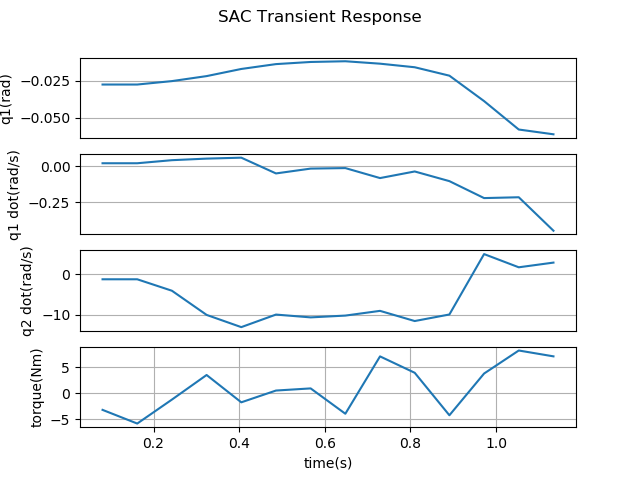 SAC Transient Response
q1(rad)
−0.025
−0.050
q1 dot(rad/s)
0.00
−0.25
q2 dot(rad/s)
0
−10
torque(Nm)
5
0
−5
0.2 0.4 0.6 0.8 1.0
time(s)